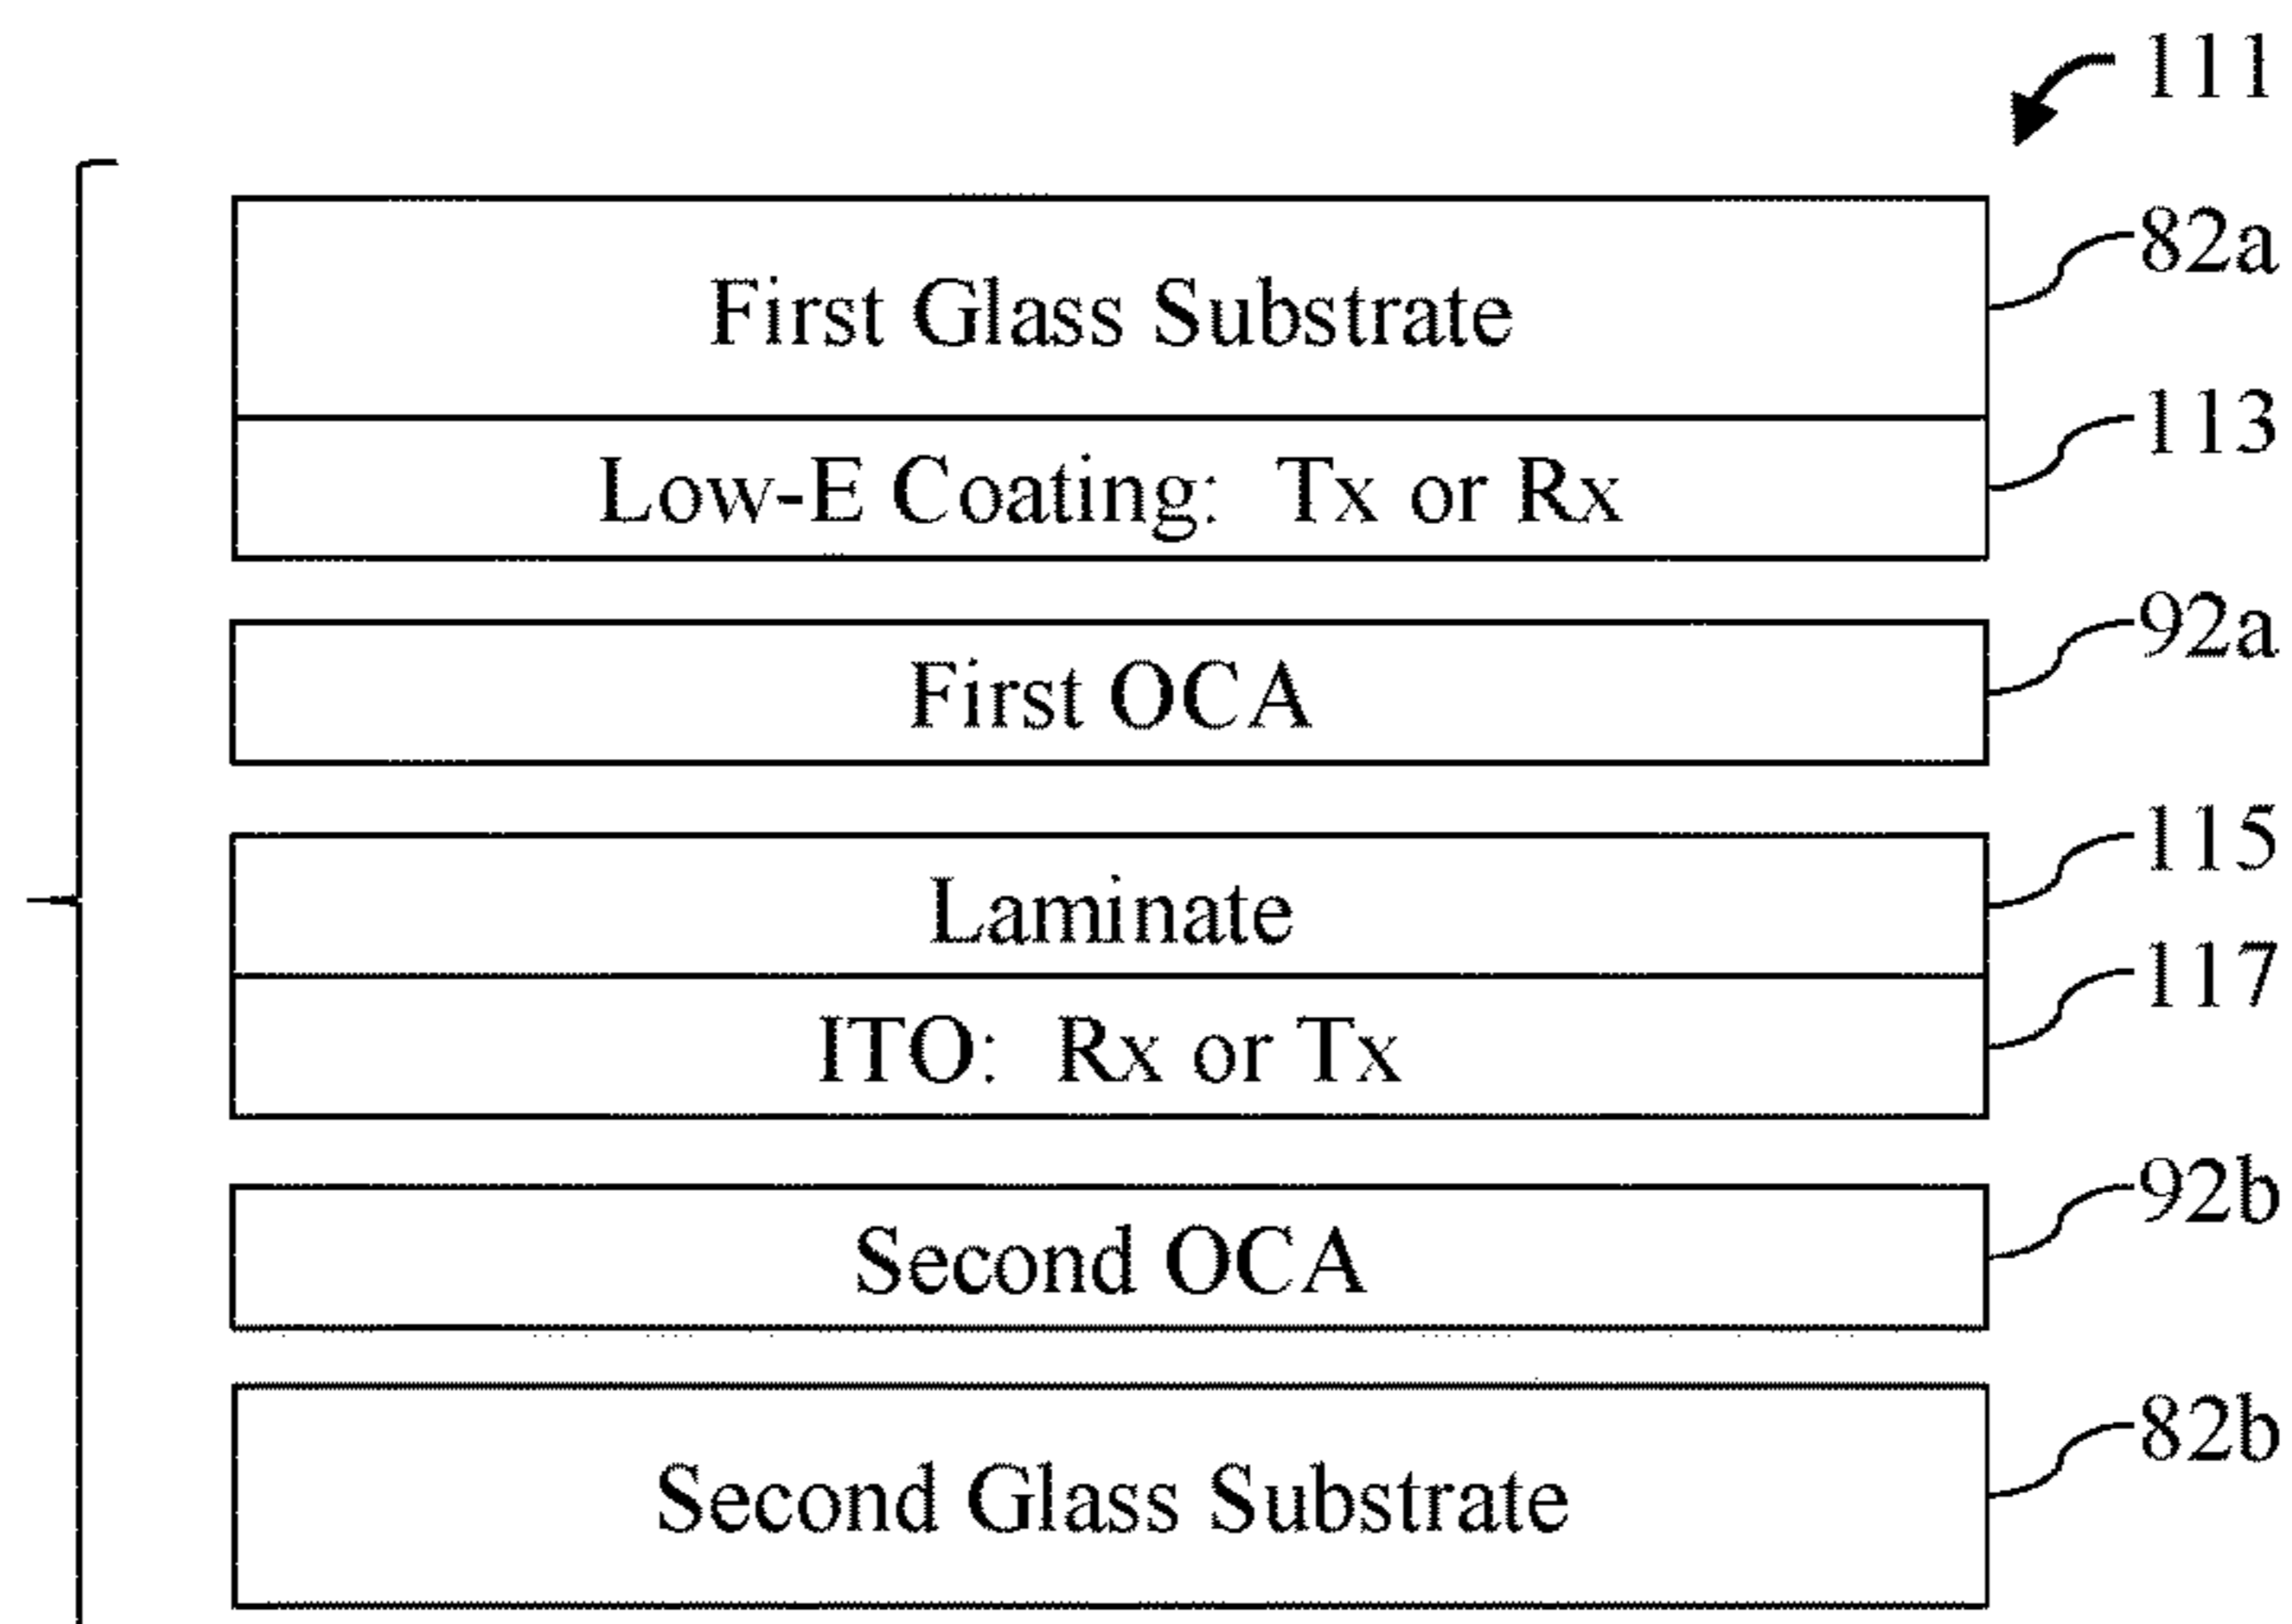 111
First Glass Substrate
82a
Low-E Coating: Tx or Rx
113
First OCA
92a
Laminate
115
ITO: Rx or Tx
117
Second OCA
92b
Second Glass Substrate
82b